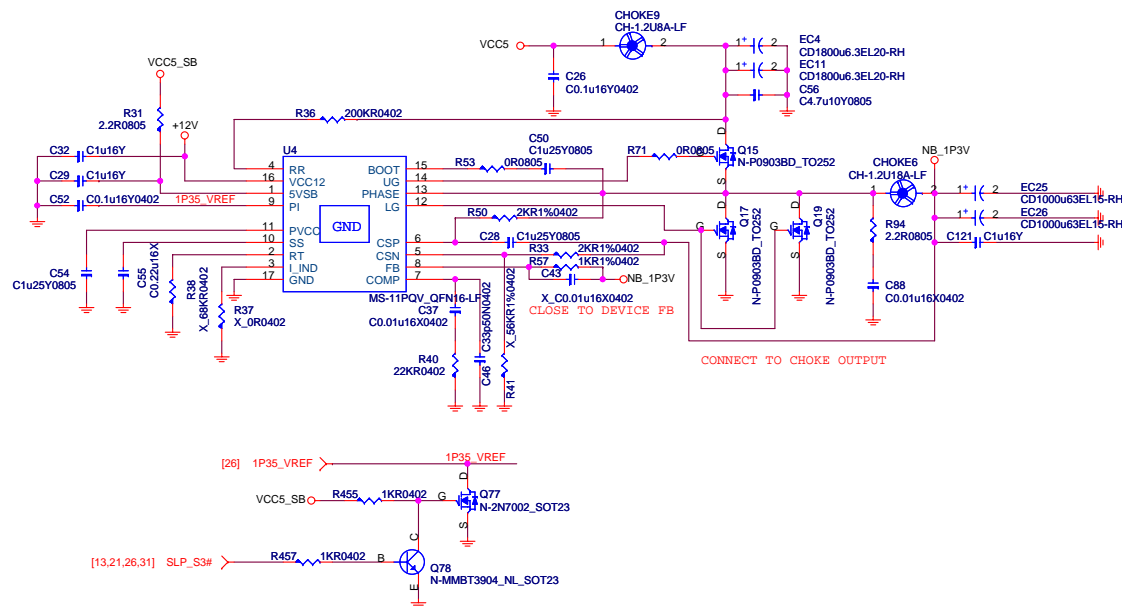 CHOKE9
CH-1.2U8A-LF
VCC5
1
2
1
+
2
EC4
CD1800u6.3EL20-RH
1
+
2
EC11
CD1800u6.3EL20-RH
C26
C0.1u16Y0402
C56
C4.7u10Y0805
VCC5_SB
R31
2.2R0805
+12V
R36
200KR0402
C32
C1u16Y
C29
C1u16Y
C52
C0.1u16Y0402
1P35_VREF
U4
4
RR
16
VCC12
1
5VSB
9
PI
11
PVCC
10
SS
2
RT
3
I_IND
17
GND
GND
BOOT
15
UG
14
PHASE
13
LG
12
CSP
6
CSN
5
FB
8
COMP
7
MS-11PQV_QFN16-LF
R53
0R0805
C50
C1u25Y0805
R71
0R0805
D
G
S
Q15
N-P0903BD_TO252
NB_1P3V
CHOKE6
CH-1.2U18A-LF
1
2
1
+
2
EC25
CD1000u63EL15-RH
1
+
2
EC26
CD1000u63EL15-RH
C121
C1u16Y
R50
2KR1%0402
C28
C1u25Y0805
R33
2KR1%0402
R57
1KR1%0402
C43
X_C0.01u16X0402
NB_1P3V
CLOSE TO DEVICE FB
D
G
S
Q17
N-P0903BD_TO252
D
G
S
Q19
N-P0903BD_TO252
R94
2.2R0805
C88
C0.01u16X0402
C54
C1u25Y0805
C55
C0.22u16X
R38
X_68KR0402
R37
X_0R0402
C37
C0.01u16X0402
R40
22KR0402
C33p50N0402
C46
X_56KR1%0402
R41
CONNECT TO CHOKE OUTPUT
[26]
1P35_VREF
1P35_VREF
VCC5_SB
R455
1KR0402
D
G
S
Q77
N-2N7002_SOT23
[13,21,26,31]
SLP_S3#
R457
1KR0402
B
C
E
Q78
N-MMBT3904_NL_SOT23